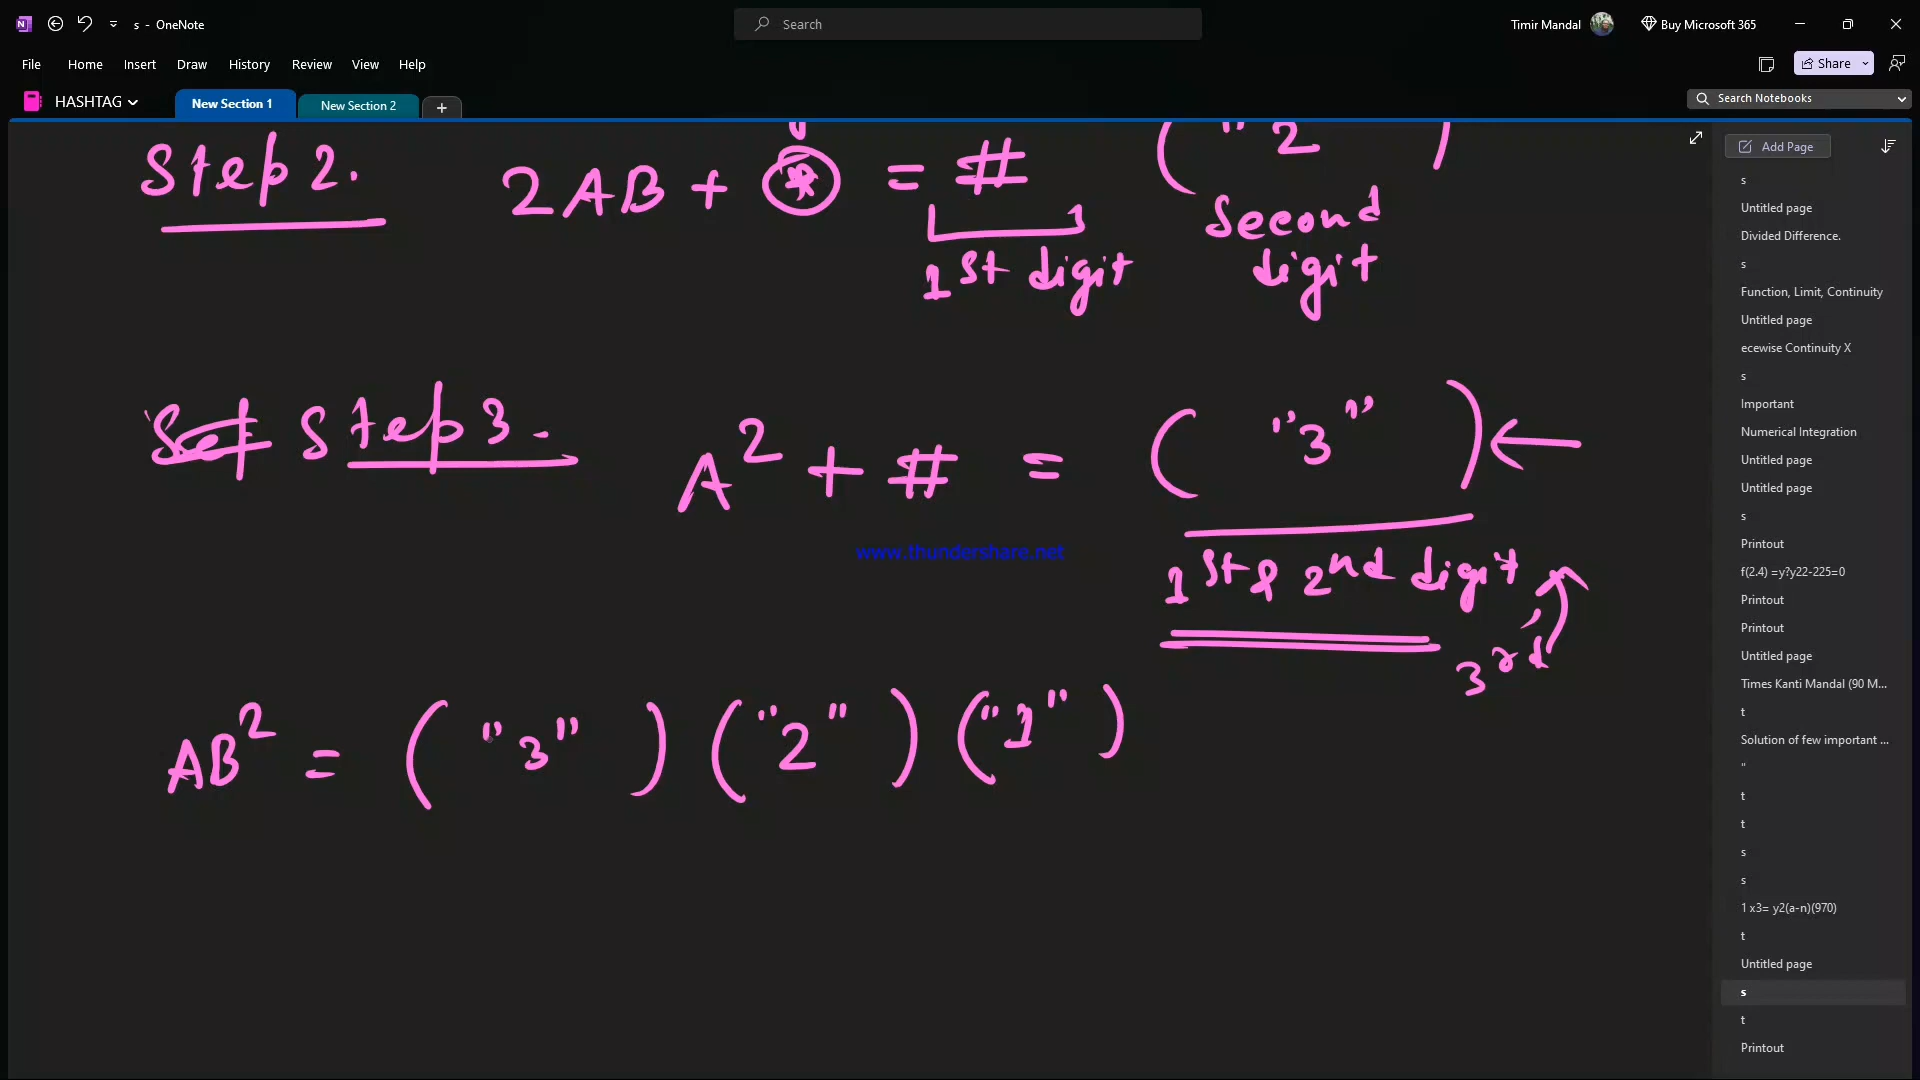 s - OneNote
Search
Timir Mandal
Buy Microsoft 365
File Home Insert Draw History Review View Help
Share
HASHTAG
New Section 1
New Section 2
+
Search Notebooks
Step 2.
2AB + * = # ( "2 )
1st digit
Second
digit
Step 3.
A² + # = ( "3" ) ←
1st & 2nd digit
3rd
www.thundershare.net
AB² = ( "3" ) ( "2" ) ( "1" )
Add Page
s
Untitled page
Divided Difference.
s
Function, Limit, Continuity
Untitled page
ecewise Continuity X
s
Important
Numerical Integration
Untitled page
Untitled page
s
Printout
f(2.4) =y?y22-225=0
Printout
Printout
Untitled page
Times Kanti Mandal (90 M...
t
Solution of few important ...
"
t
t
s
s
1 x3= y2(a-n)(970)
t
Untitled page
s
t
Printout